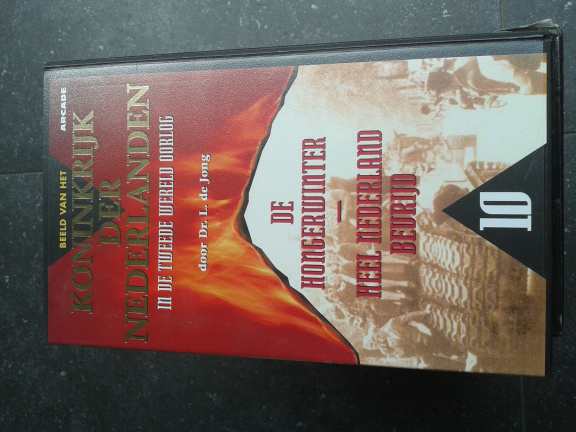 BEELD VAN HET
ARCADE
KONINKRIJK
DER
NEDERLANDEN
IN DE TWEEDE WERELD OORLOG
door Dr. L. de Jong
DE
HONGERWINTER
—
HEEL NEDERLAND
BEVRIJD
10